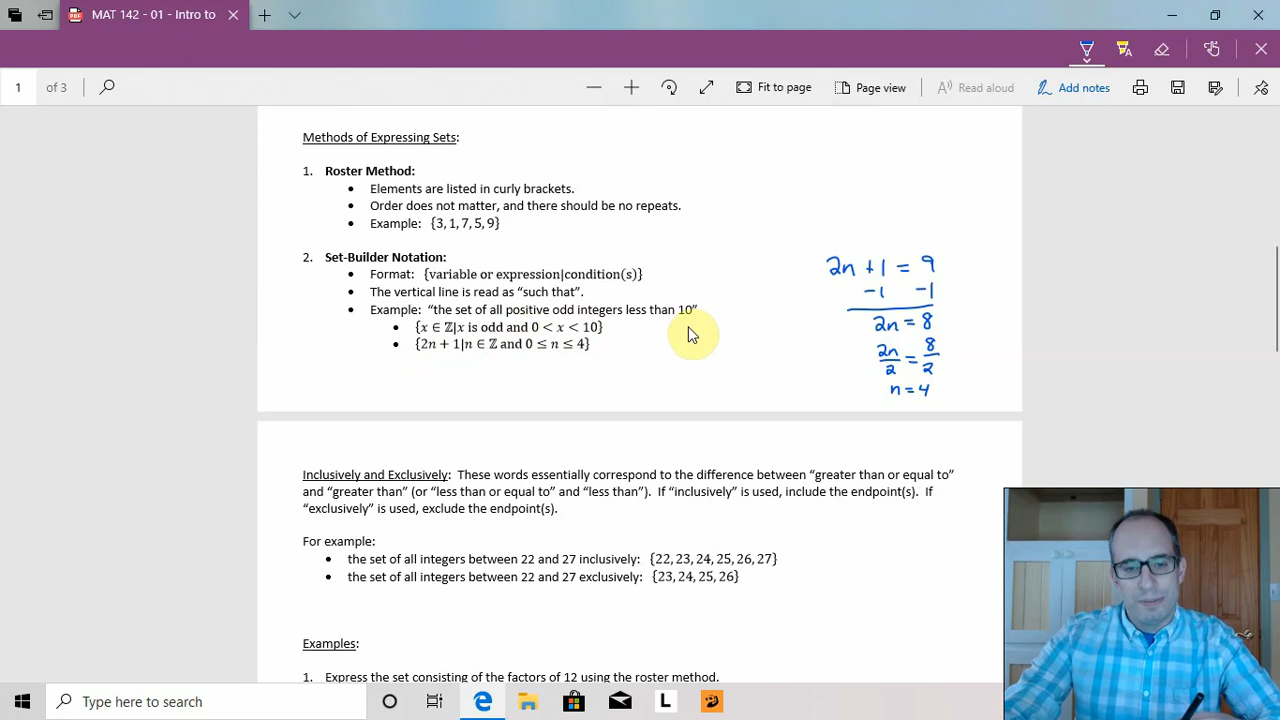 MAT 142 - 01 - Intro to
1 of 3
Fit to page
Page view
Read aloud
Add notes
Methods of Expressing Sets:
1. Roster Method:
• Elements are listed in curly brackets.
• Order does not matter, and there should be no repeats.
• Example: {3, 1, 7, 5, 9}
2. Set-Builder Notation:
• Format: {variable or expression|condition(s)}
• The vertical line is read as “such that”.
• Example: “the set of all positive odd integers less than 10”
• {x ∈ ℤ|x is odd and 0 < x < 10}
• {2n + 1|n ∈ ℤ and 0 ≤ n ≤ 4}
2n + 1 = 9
-1 -1
2n = 8
2n/2 = 8/2
n = 4
Inclusively and Exclusively: These words essentially correspond to the difference between “greater than or equal to”
and “greater than” (or “less than or equal to” and “less than”). If “inclusively” is used, include the endpoint(s). If
“exclusively” is used, exclude the endpoint(s).
For example:
• the set of all integers between 22 and 27 inclusively: {22, 23, 24, 25, 26, 27}
• the set of all integers between 22 and 27 exclusively: {23, 24, 25, 26}
Examples:
1. Express the set consisting of the factors of 12 using the roster method.
Type here to search